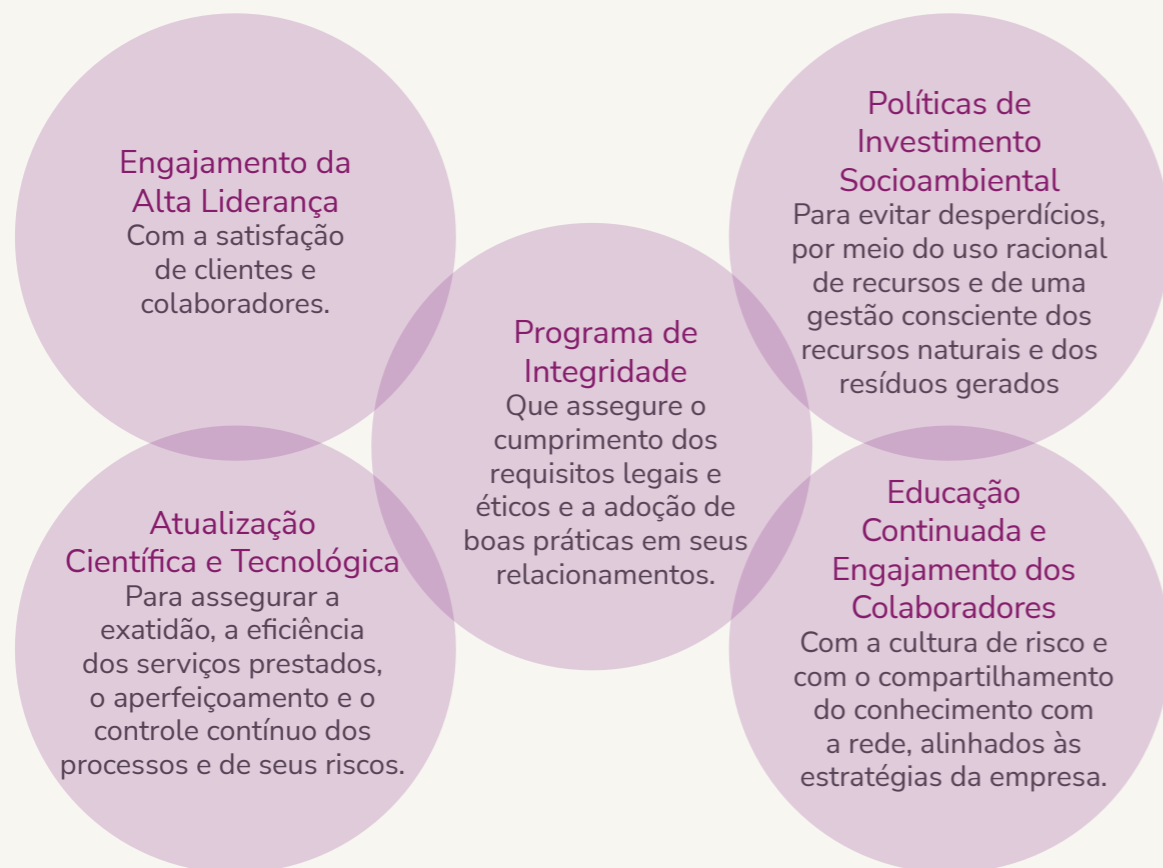 Engajamento da
Alta Liderança
Com a satisfação
de clientes e
colaboradores.
Políticas de
Investimento
Socioambiental
Para evitar desperdícios,
por meio do uso racional
de recursos e de uma
gestão consciente dos
recursos naturais e dos
resíduos gerados
Programa de
Integridade
Que assegure o
cumprimento dos
requisitos legais e
éticos e a adoção de
boas práticas em seus
relacionamentos.
Atualização
Científica e Tecnológica
Para assegurar a
exatidão, a eficiência
dos serviços prestados,
o aperfeiçoamento e o
controle contínuo dos
processos e de seus riscos.
Educação
Continuada e
Engajamento dos
Colaboradores
Com a cultura de risco e
com o compartilhamento
do conhecimento com
a rede, alinhados às
estratégias da empresa.